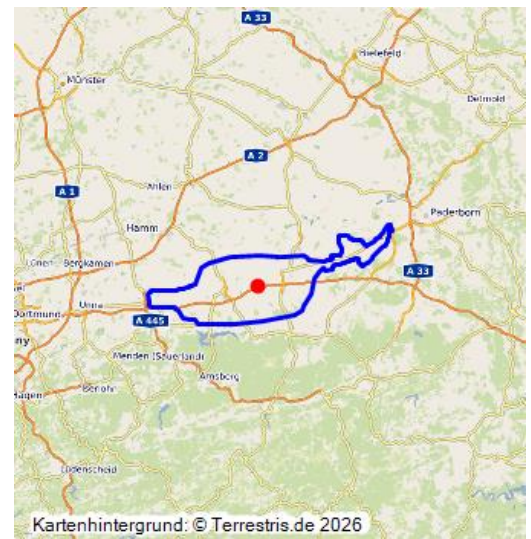 A 33
Bielefeld
Münster
Detmold
A 2
A 1
Ahlen
Hamm
Paderborn
Lünen
Bergkamen
A 33
Unna
Dortmund
A 445
Menden (Sauerland)
Arnsberg
Iserlohn
Hagen
Lüdenscheid
Kartenhintergrund: © Terrestris.de 2026